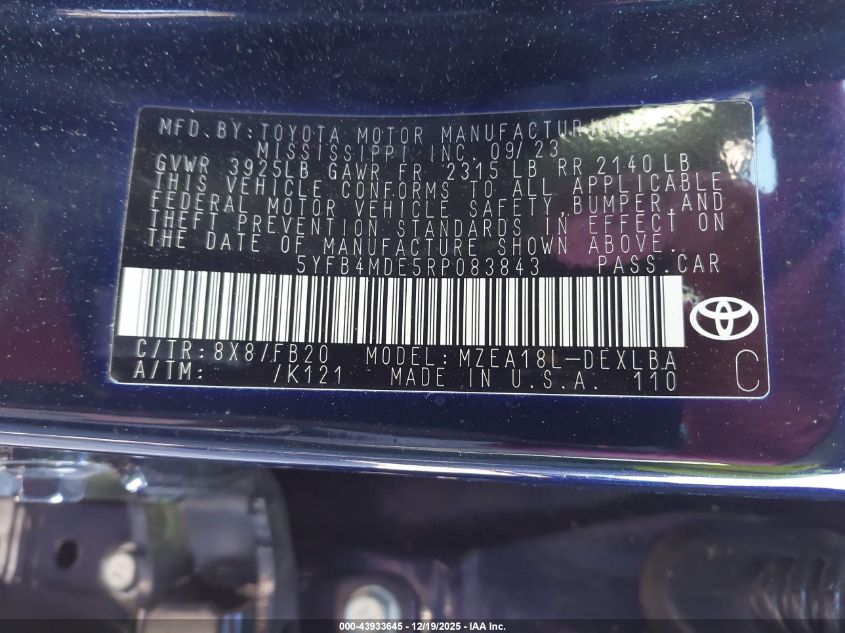 MFD. BY: TOYOTA MOTOR MANUFACTURING
MISSISSIPPI INC. 09/23
GVWR 3925LB GAWR FR 2315 LB RR 2140 LB
THIS VEHICLE CONFORMS TO ALL APPLICABLE
FEDERAL MOTOR VEHICLE SAFETY, BUMPER, AND
THEFT PREVENTION STANDARDS IN EFFECT ON
THE DATE OF MANUFACTURE SHOWN ABOVE.
5YFB4MDE5RP083843 PASS. CAR
C/TR: 8X8/FB20 MODEL: MZEA18L-DEXLBA
A/TM: /K121 MADE IN U.S.A. 110
C
000-43933645 - 12/19/2025 - IAA Inc.